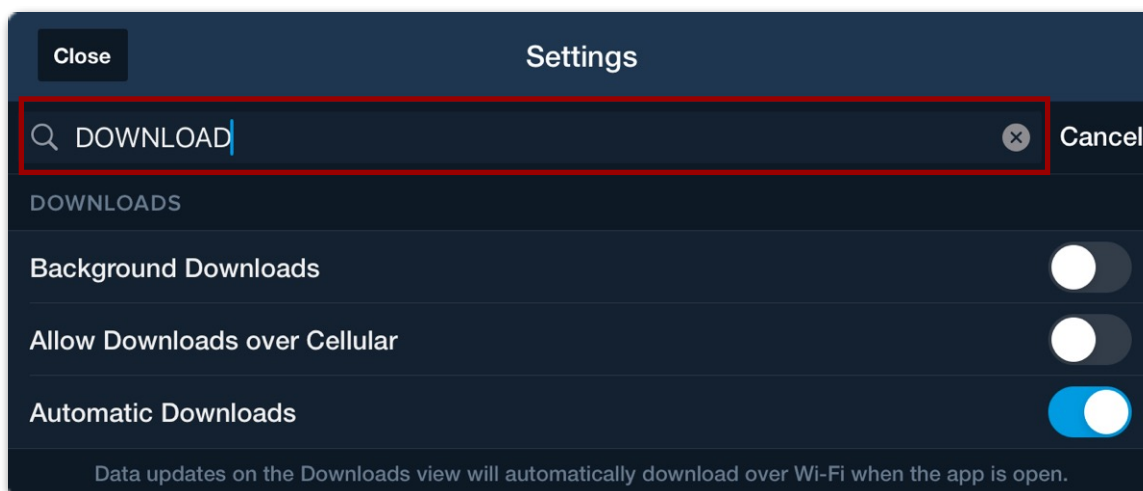 Close
Settings
DOWNLOAD
Cancel
DOWNLOADS
Background Downloads
Allow Downloads over Cellular
Automatic Downloads
Data updates on the Downloads view will automatically download over Wi-Fi when the app is open.